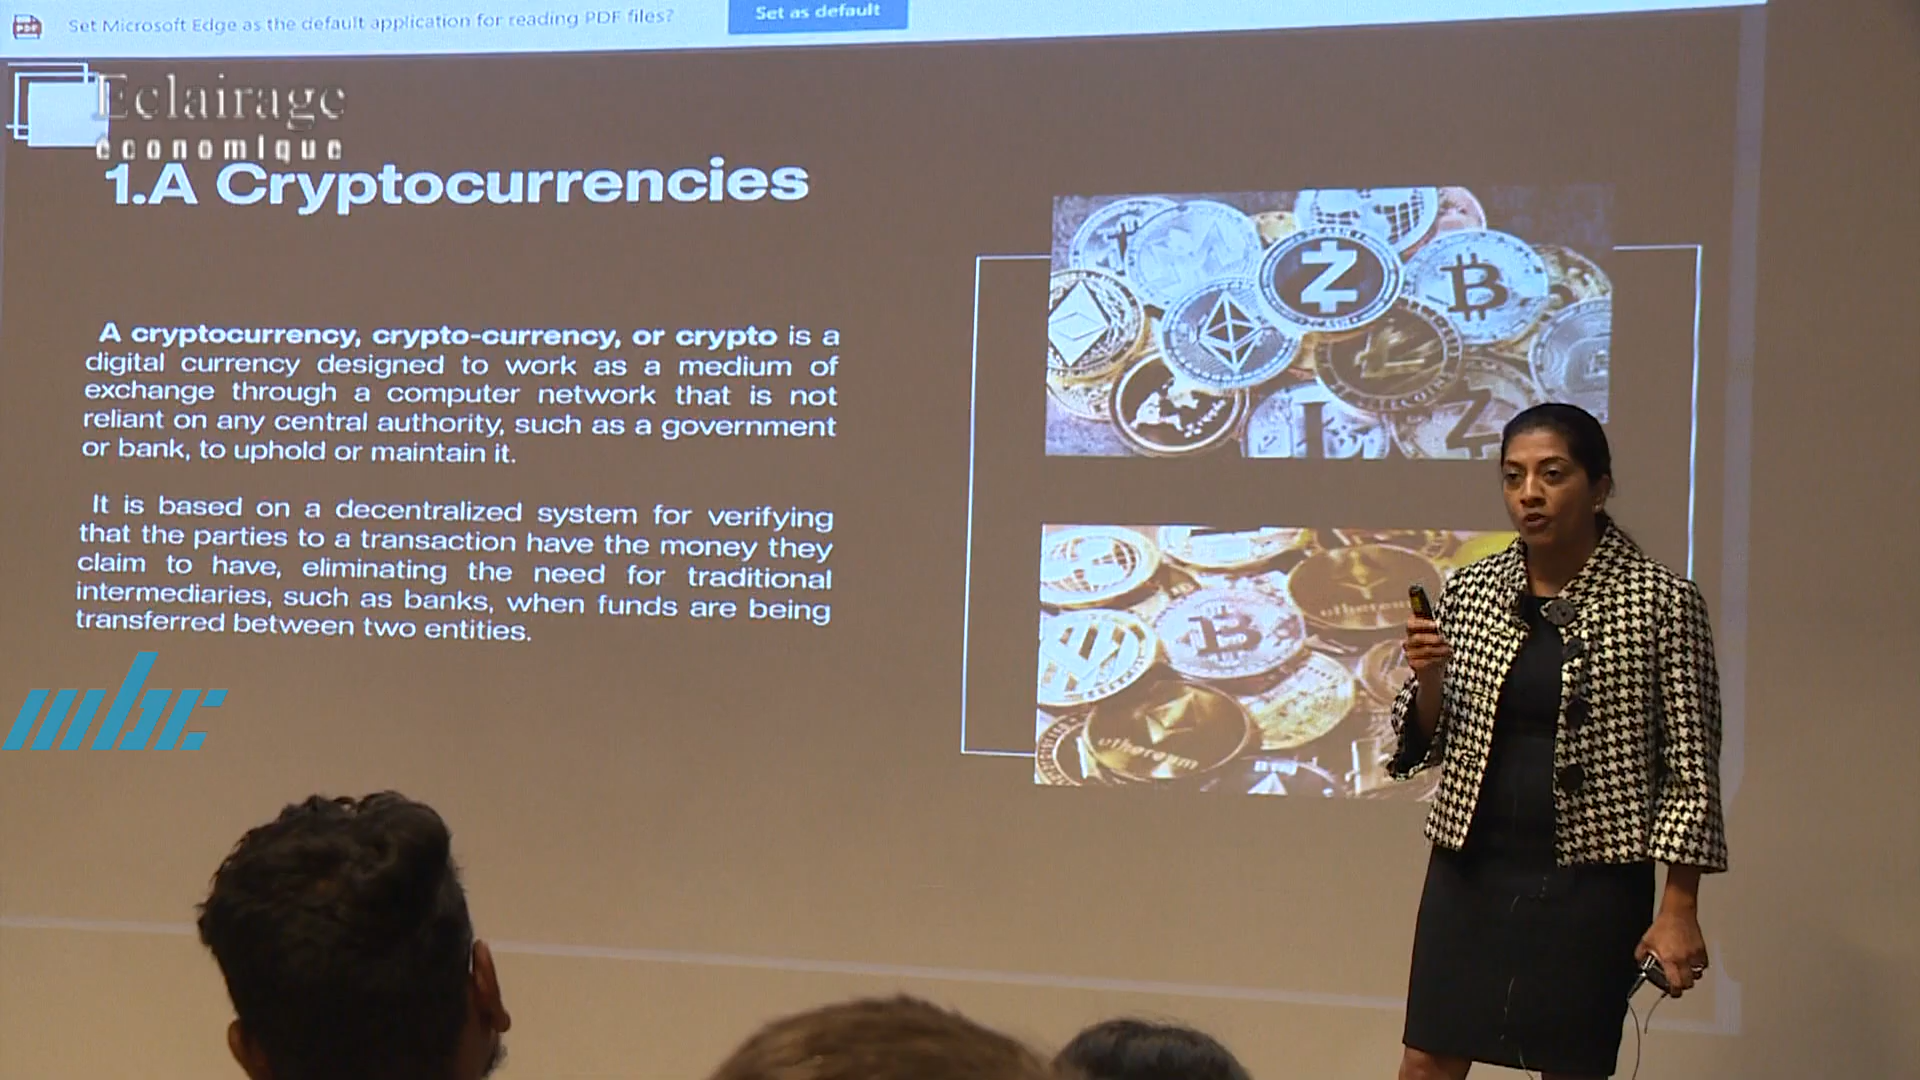 Set Microsoft Edge as the default application for reading PDF files?
Set as default
Eclairage
économique
1.A Cryptocurrencies
A cryptocurrency, crypto-currency, or crypto is a
digital currency designed to work as a medium of
exchange through a computer network that is not
reliant on any central authority, such as a government
or bank, to uphold or maintain it.
It is based on a decentralized system for verifying
that the parties to a transaction have the money they
claim to have, eliminating the need for traditional
intermediaries, such as banks, when funds are being
transferred between two entities.
mbc
ethereum
ethereum